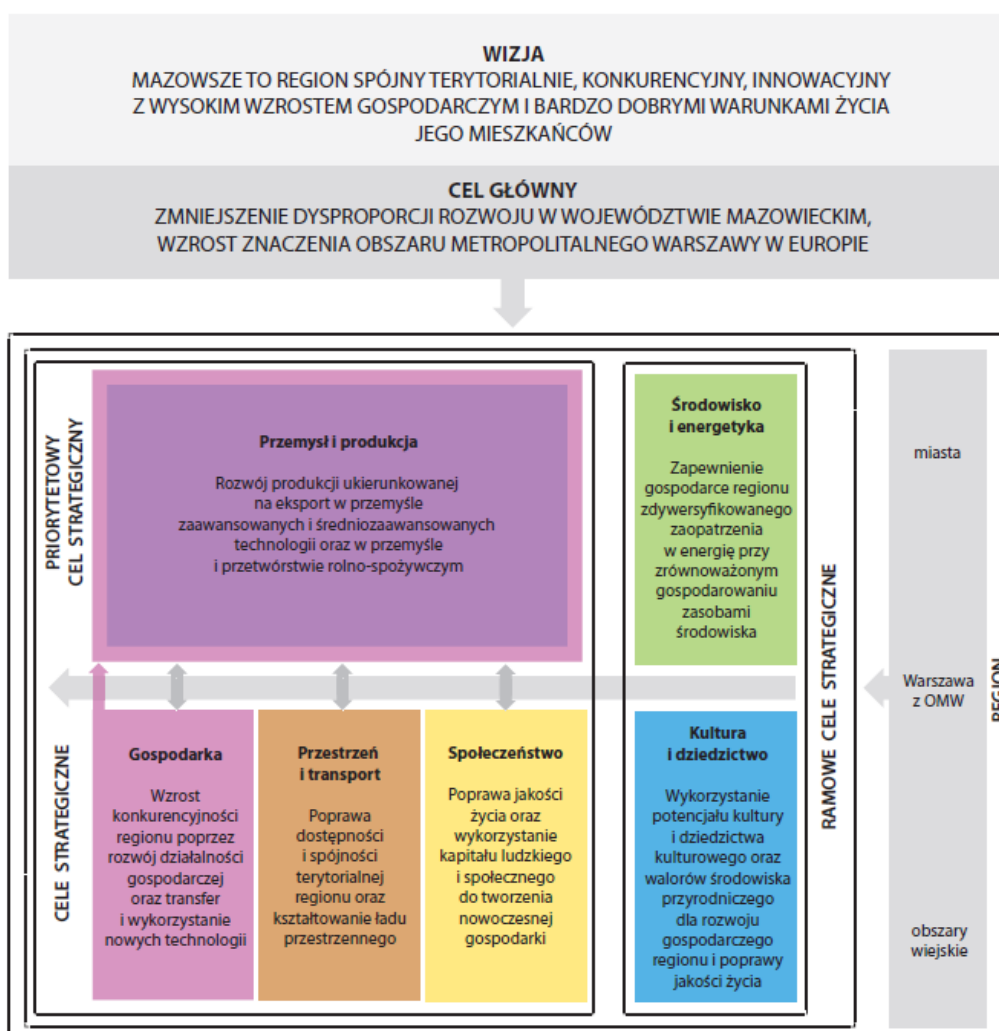 WIZJA
MAZOWSZE TO REGION SPÓJNY TERYTORIALNIE, KONKURENCYJNY, INNOWACYJNY
Z WYSOKIM WZROSTEM GOSPODARCZYM I BARDZO DOBRYMI WARUNKAMI ŻYCIA
JEGO MIESZKAŃCÓW
CEL GŁÓWNY
ZMNIEJSZENIE DYSPROPORCJI ROZWOJU W WOJEWÓDZTWIE MAZOWIECKIM,
WZROST ZNACZENIA OBSZARU METROPOLITALNEGO WARSZAWY W EUROPIE
PRIORYTETOWY
CEL STRATEGICZNY
Przemysł i produkcja
Rozwój produkcji ukierunkowanej
na eksport w przemyśle
zaawansowanych i średniozaawansowanych
technologii oraz w przemyśle
i przetwórstwie rolno-spożywczym
Środowisko
i energetyka
Zapewnienie
gospodarce regionu
zdywersyfikowanego
zaopatrzenia
w energię przy
zrównoważonym
gospodarowaniu
zasobami
środowiska
CELE STRATEGICZNE
Gospodarka
Wzrost
konkurencyjności
regionu poprzez
rozwój działalności
gospodarczej
oraz transfer
i wykorzystanie
nowych technologii
Przestrzeń
i transport
Poprawa
dostępności
i spójności
terytorialnej
regionu oraz
kształtowanie ładu
przestrzennego
Społeczeństwo
Poprawa jakości
życia oraz
wykorzystanie
kapitału ludzkiego
i społecznego
do tworzenia
nowoczesnej
gospodarki
Kultura
i dziedzictwo
Wykorzystanie
potencjału kultury
i dziedzictwa
kulturowego oraz
walorów środowiska
przyrodniczego
dla rozwoju
gospodarczego
regionu i poprawy
jakości życia
RAMOWE CELE STRATEGICZNE
miasta
Warszawa
z OMW
obszary
wiejskie
REGION